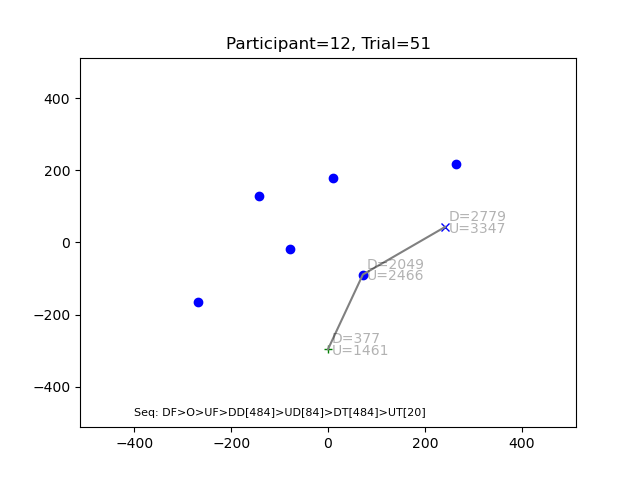 Participant=12, Trial=51
400
200
0
−200
−400
D=2779
U=3347
D=2049
U=2466
D=377
U=1461
Seq: DF>O>UF>DD[484]>UD[84]>DT[484]>UT[20]
−400
−200
0
200
400